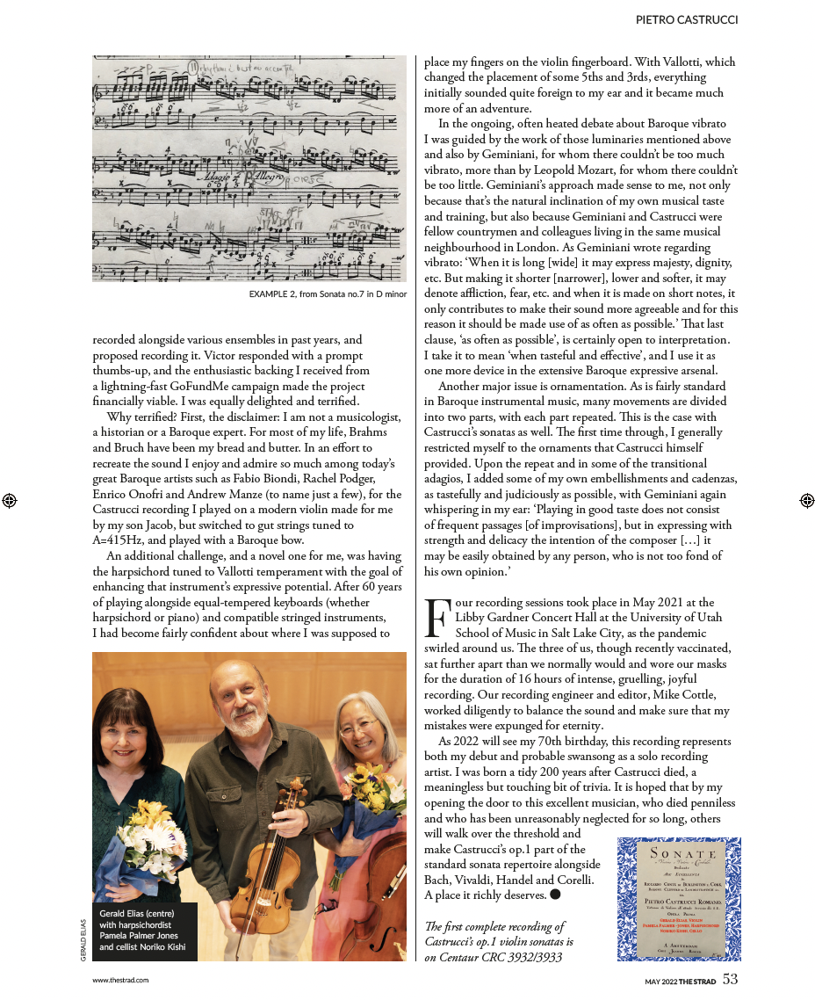 PIETRO CASTRUCCI
rhythmic but no accents
Adagio
Allegro
p cresc.
EXAMPLE 2, from Sonata no.7 in D minor
recorded alongside various ensembles in past years, and
proposed recording it. Victor responded with a prompt
thumbs-up, and the enthusiastic backing I received from
a lightning-fast GoFundMe campaign made the project
financially viable. I was equally delighted and terrified.
Why terrified? First, the disclaimer: I am not a musicologist,
a historian or a Baroque expert. For most of my life, Brahms
and Bruch have been my bread and butter. In an effort to
recreate the sound I enjoy and admire so much among today’s
great Baroque artists such as Fabio Biondi, Rachel Podger,
Enrico Onofri and Andrew Manze (to name just a few), for the
Castrucci recording I played on a modern violin made for me
by my son Jacob, but switched to gut strings tuned to
A=415Hz, and played with a Baroque bow.
An additional challenge, and a novel one for me, was having
the harpsichord tuned to Vallotti temperament with the goal of
enhancing that instrument’s expressive potential. After 60 years
of playing alongside equal-tempered keyboards (whether
harpsichord or piano) and compatible stringed instruments,
I had become fairly confident about where I was supposed to
GERALD ELIAS
Gerald Elias (centre)
with harpsichordist
Pamela Palmer Jones
and cellist Noriko Kishi
place my fingers on the violin fingerboard. With Vallotti, which
changed the placement of some 5ths and 3rds, everything
initially sounded quite foreign to my ear and it became much
more of an adventure.
In the ongoing, often heated debate about Baroque vibrato
I was guided by the work of those luminaries mentioned above
and also by Geminiani, for whom there couldn’t be too much
vibrato, more than by Leopold Mozart, for whom there couldn’t
be too little. Geminiani’s approach made sense to me, not only
because that’s the natural inclination of my own musical taste
and training, but also because Geminiani and Castrucci were
fellow countrymen and colleagues living in the same musical
neighbourhood in London. As Geminiani wrote regarding
vibrato: ‘When it is long [wide] it may express majesty, dignity,
etc. But making it shorter [narrower], lower and softer, it may
denote affliction, fear, etc. and when it is made on short notes, it
only contributes to make their sound more agreeable and for this
reason it should be made use of as often as possible.’ That last
clause, ‘as often as possible’, is certainly open to interpretation.
I take it to mean ‘when tasteful and effective’, and I use it as
one more device in the extensive Baroque expressive arsenal.
Another major issue is ornamentation. As is fairly standard
in Baroque instrumental music, many movements are divided
into two parts, with each part repeated. This is the case with
Castrucci’s sonatas as well. The first time through, I generally
restricted myself to the ornaments that Castrucci himself
provided. Upon the repeat and in some of the transitional
adagios, I added some of my own embellishments and cadenzas,
as tastefully and judiciously as possible, with Geminiani again
whispering in my ear: ‘Playing in good taste does not consist
of frequent passages [of improvisations], but in expressing with
strength and delicacy the intention of the composer […] it
may be easily obtained by any person, who is not too fond of
his own opinion.’
Four recording sessions took place in May 2021 at the
Libby Gardner Concert Hall at the University of Utah
School of Music in Salt Lake City, as the pandemic
swirled around us. The three of us, though recently vaccinated,
sat further apart than we normally would and wore our masks
for the duration of 16 hours of intense, gruelling, joyful
recording. Our recording engineer and editor, Mike Cottle,
worked diligently to balance the sound and make sure that my
mistakes were expunged for eternity.
As 2022 will see my 70th birthday, this recording represents
both my debut and probable swansong as a solo recording
artist. I was born a tidy 200 years after Castrucci died, a
meaningless but touching bit of trivia. It is hoped that by my
opening the door to this excellent musician, who died penniless
and who has been unreasonably neglected for so long, others
will walk over the threshold and
make Castrucci’s op.1 part of the
standard sonata repertoire alongside
Bach, Vivaldi, Handel and Corelli.
A place it richly deserves.
The first complete recording of
Castrucci’s op.1 violin sonatas is
on Centaur CRC 3932/3933
SONATE
RICCARDO CONTE DI BURLINGTON E CORK,
PIETRO CASTRUCCI ROMANO.
OPERA PRIMA
GERALD ELIAS, VIOLIN
PAMELA PALMER-JONES, HARPSICHORD
NORIKO KISHI, CELLO
A AMSTERDAM
www.thestrad.com
MAY 2022 THE STRAD 53